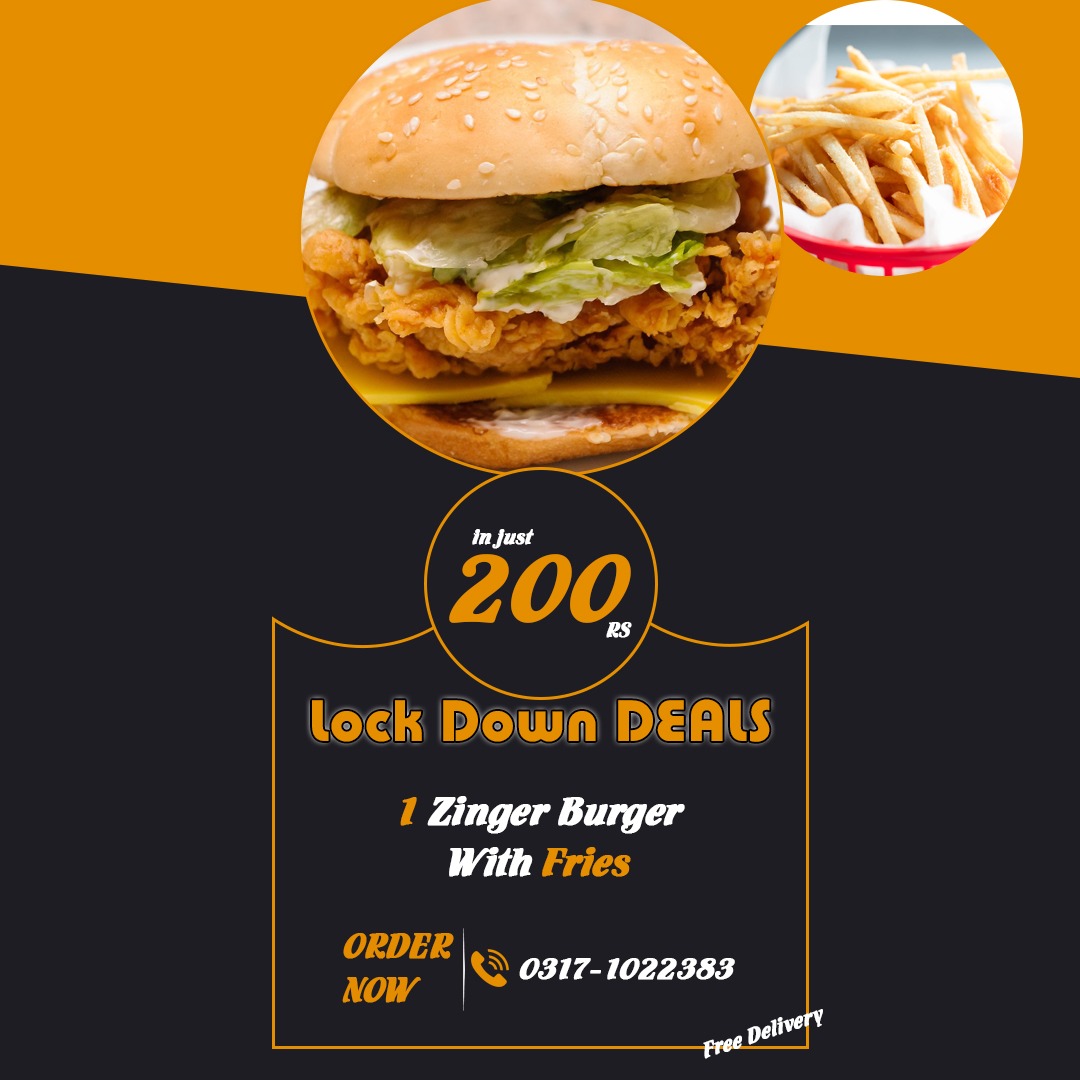 in just
200
RS
Lock Down DEALS
1 Zinger Burger
With Fries
ORDER
NOW
0317-1022383
Free Delivery